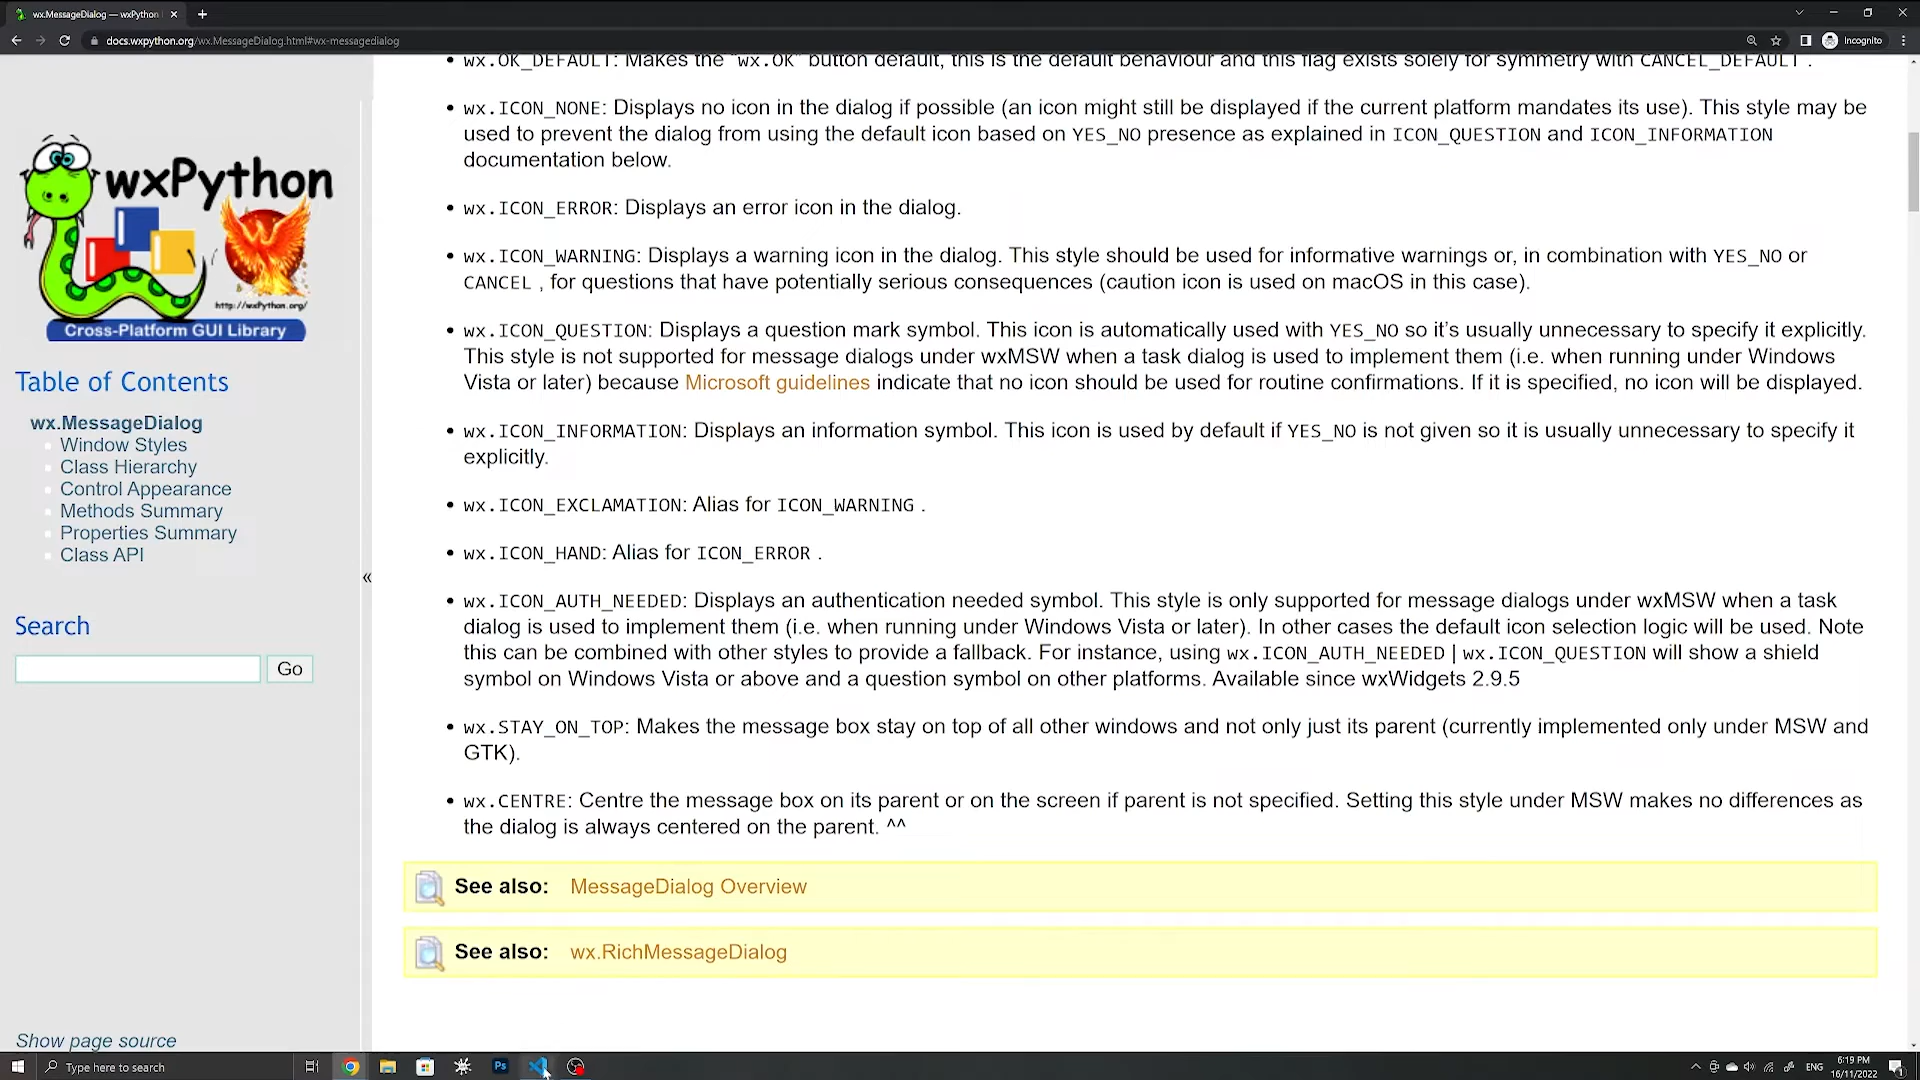 wx.MessageDialog — wxPython
docs.wxpython.org/wx.MessageDialog.html#wx-messagedialog
Incognito
wxPython
http://wxPython.org/
Cross-Platform GUI Library
Table of Contents
wx.MessageDialog
Window Styles
Class Hierarchy
Control Appearance
Methods Summary
Properties Summary
Class API
«
Search
Go
Show page source
• wx.OK_DEFAULT: Makes the “wx.OK” button default, this is the default behaviour and this flag exists solely for symmetry with CANCEL_DEFAULT .
• wx.ICON_NONE: Displays no icon in the dialog if possible (an icon might still be displayed if the current platform mandates its use). This style may be
used to prevent the dialog from using the default icon based on YES_NO presence as explained in ICON_QUESTION and ICON_INFORMATION
documentation below.
• wx.ICON_ERROR: Displays an error icon in the dialog.
• wx.ICON_WARNING: Displays a warning icon in the dialog. This style should be used for informative warnings or, in combination with YES_NO or
CANCEL , for questions that have potentially serious consequences (caution icon is used on macOS in this case).
• wx.ICON_QUESTION: Displays a question mark symbol. This icon is automatically used with YES_NO so it’s usually unnecessary to specify it explicitly.
This style is not supported for message dialogs under wxMSW when a task dialog is used to implement them (i.e. when running under Windows
Vista or later) because Microsoft guidelines indicate that no icon should be used for routine confirmations. If it is specified, no icon will be displayed.
• wx.ICON_INFORMATION: Displays an information symbol. This icon is used by default if YES_NO is not given so it is usually unnecessary to specify it
explicitly.
• wx.ICON_EXCLAMATION: Alias for ICON_WARNING .
• wx.ICON_HAND: Alias for ICON_ERROR .
• wx.ICON_AUTH_NEEDED: Displays an authentication needed symbol. This style is only supported for message dialogs under wxMSW when a task
dialog is used to implement them (i.e. when running under Windows Vista or later). In other cases the default icon selection logic will be used. Note
this can be combined with other styles to provide a fallback. For instance, using wx.ICON_AUTH_NEEDED | wx.ICON_QUESTION will show a shield
symbol on Windows Vista or above and a question symbol on other platforms. Available since wxWidgets 2.9.5
• wx.STAY_ON_TOP: Makes the message box stay on top of all other windows and not only just its parent (currently implemented only under MSW and
GTK).
• wx.CENTRE: Centre the message box on its parent or on the screen if parent is not specified. Setting this style under MSW makes no differences as
the dialog is always centered on the parent. ^^
See also: MessageDialog Overview
See also: wx.RichMessageDialog
Type here to search
Ps
ENG
6:19 PM
16/11/2022
1